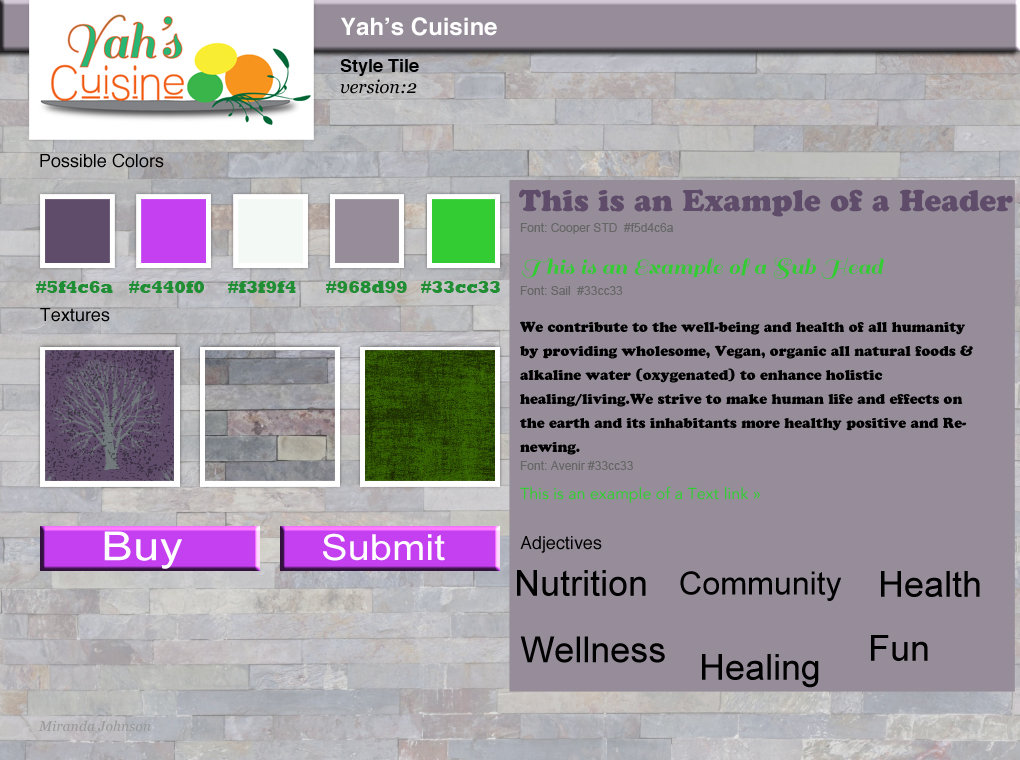 Yah's
Cuisine
Yah's Cuisine
Style Tile
version:2
Possible Colors
#5f4c6a #c440f0 #f3f9f4 #968d99 #33cc33
Textures
Buy
Submit
This is an Example of a Header
Font: Cooper STD #f5d4c6a
This is an Example of a Sub Head
Font: Sail #33cc33
We contribute to the well-being and health of all humanity
by providing wholesome, Vegan, organic all natural foods &
alkaline water (oxygenated) to enhance holistic
healing/living.We strive to make human life and effects on
the earth and its inhabitants more healthy positive and Re-
newing.
Font: Avenir #33cc33
This is an example of a Text link »
Adjectives
Nutrition Community Health
Wellness Healing Fun
Miranda Johnson